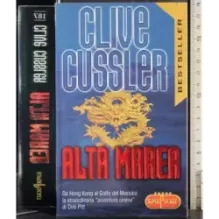 CLIVE
CUSSLER
BESTSELLER
ALTA MAREA
Da Hong Kong al Golfo del Messico
la straordinaria "avventura cinese"
di Dirk Pitt
CLIVE CUSSLER
ALTA MAREA